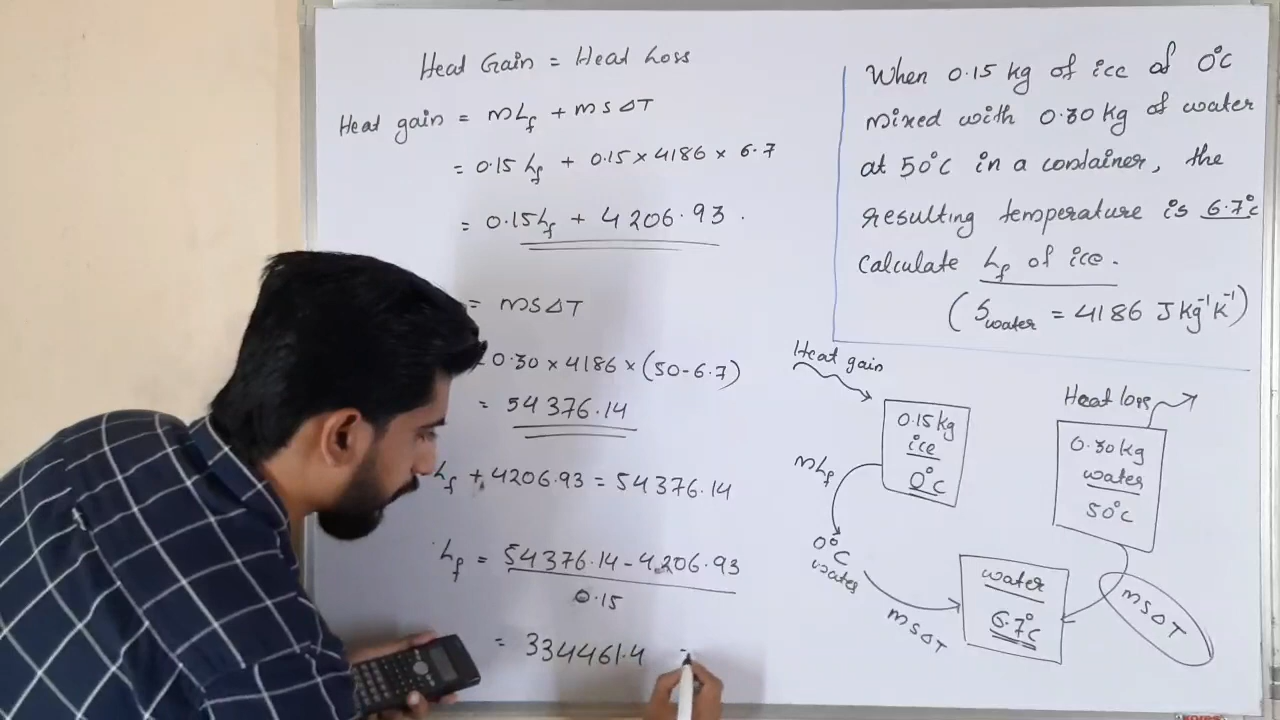 Heat Gain = Heat Loss
Heat gain = mLf + msΔT
= 0.15 Lf + 0.15 × 4186 × 6.7
= 0.15Lf + 4206.93.
= msΔT
= 0.30 × 4186 × (50-6.7)
= 54376.14
Lf + 4206.93 = 54376.14
Lf = 54376.14 - 4206.93
0.15
= 334461.4
When 0.15 kg of ice of 0°C
mixed with 0.30 kg of water
at 50°C in a container, the
resulting temperature is 6.7°c
Calculate Lf of ice.
(Swater = 4186 J kg⁻¹ k⁻¹)
Heat gain
0.15 kg
ice
0°C
mLf
0°C
water
msΔT
Heat loss
0.30kg
water
50°C
msΔT
water
6.7°C